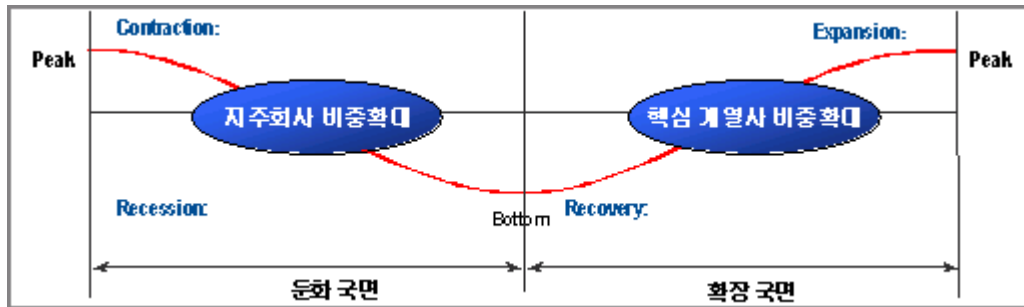 Contraction:
Expansion:
Peak
Peak
지주회사 비중확대
핵심 계열사 비중확대
Recession:
Bottom
Recovery:
둔화 국면
확장 국면